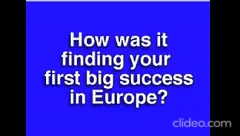 How was it
finding your
first big success
in Europe?
clideo.com